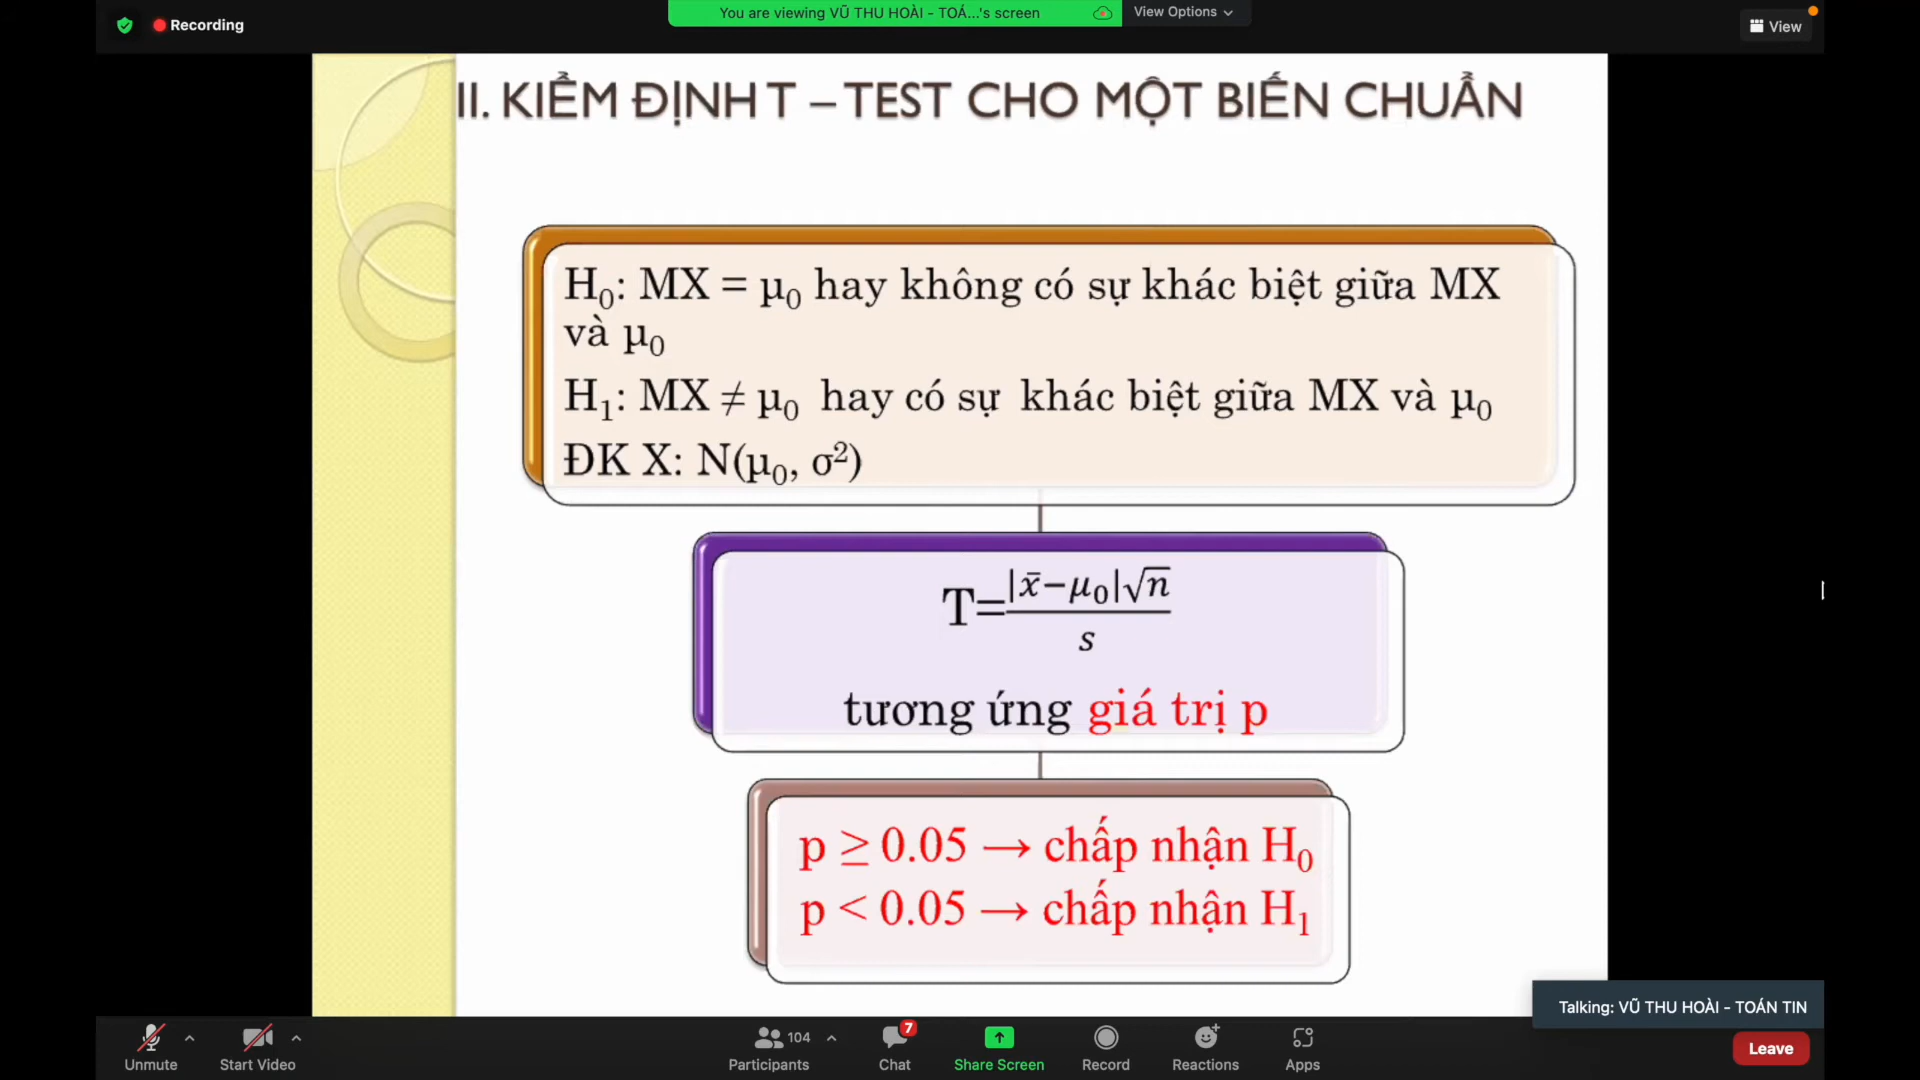 Recording
You are viewing VŨ THU HOÀI - TOÁ...'s screen
View Options
View
II. KIỂM ĐỊNH T – TEST CHO MỘT BIẾN CHUẨN
H₀: MX = µ₀ hay không có sự khác biệt giữa MX
và µ₀
H₁: MX ≠ µ₀ hay có sự khác biệt giữa MX và µ₀
ĐK X: N(µ₀, σ²)
T=|x̄−μ₀|√n / s
tương ứng giá trị p
p ≥ 0.05 → chấp nhận H₀
p < 0.05 → chấp nhận H₁
Talking: VŨ THU HOÀI - TOÁN TIN
Unmute
Start Video
104
Participants
7
Chat
Share Screen
Record
Reactions
Apps
Leave